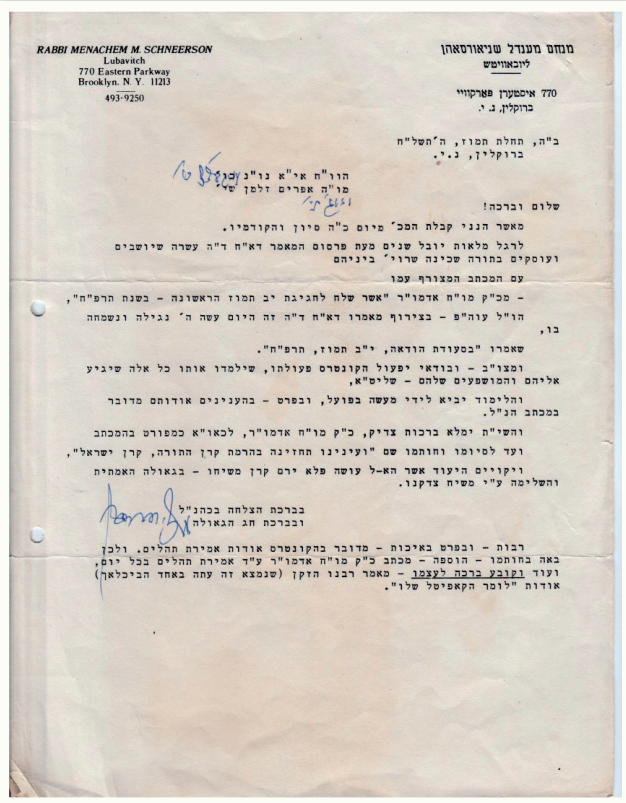 RABBI MENACHEM M. SCHNEERSON
Lubavitch
770 Eastern Parkway
Brooklyn, N. Y. 11213
493-9250
מנחם מענדל שניאורסאהן
ליובאוויטש
770 איסטערן פארקוויי
ברוקלין, נ. י.
ב"ה, תחלת תמוז, ה'תשל"ח
ברוקלין, נ.י.
הוו"ח אי"א נו"נ
מו"ה אפרים זלמן שי'
שלום וברכה!
מאשר הנני קבלת המכ' מיום כ"ה סיון והקודמיו.
לרגל מלאות יובל שנים מעת פרסום המאמר דא"ח ד"ה עשרה שיושבים
ועוסקים בתורה שכינה שרוי' ביניהם
עם המכתב המצורף עמו
- מכ"ק מו"ח אדמו"ר "אשר שלח לחגיגת יב תמוז הראשונה - בשנת תרפ"ח",
הו"ל עוה"פ - בצירוף מאמרו דא"ח ד"ה זה היום עשה ה' נגילה ונשמחה
בו,
שאמרו "בסעודת הודאה, י"ב תמוז, תרפ"ח".
ומצו"ב - ובודאי יפעול הקונטרס פעולתו, שילמדו אותו כל אלה שיגיע
אליהם והמושפעים שלהם - שליט"א,
והלימוד יביא לידי מעשה בפועל, ובפרט - בהענינים אודותם מדובר
במכתב הנ"ל.
והשי"ת ימלא ברכות צדיק, כ"ק מו"ח אדמו"ר, לכאו"א כמפורט בהמכתב
ועד לסיומו וחותמו שם "ועינינו תחזינה בהרמת קרן התורה, קרן ישראל",
ויקויים היעוד אשר הא-ל עושה פלא ירם קרן משיחו - בגאולה האמתית
והשלימה ע"י משיח צדקנו.
בברכת הצלחה בכהנ"ל
ובברכת חג הגאולה
רבות - ובפרט באיכות - מדובר בהקונטרס אודות אמירת תהלים. ולכן
באה בחותמו - הוספה - מכתב כ"ק מו"ח אדמו"ר ע"ד אמירת תהלים בכל יום,
ועוד וקובע ברכה לעצמו - מאמר רבנו הזקן (שנמצא זה עתה באחד הביכלאך)
אודות "לומר הקאפיטל שלו".